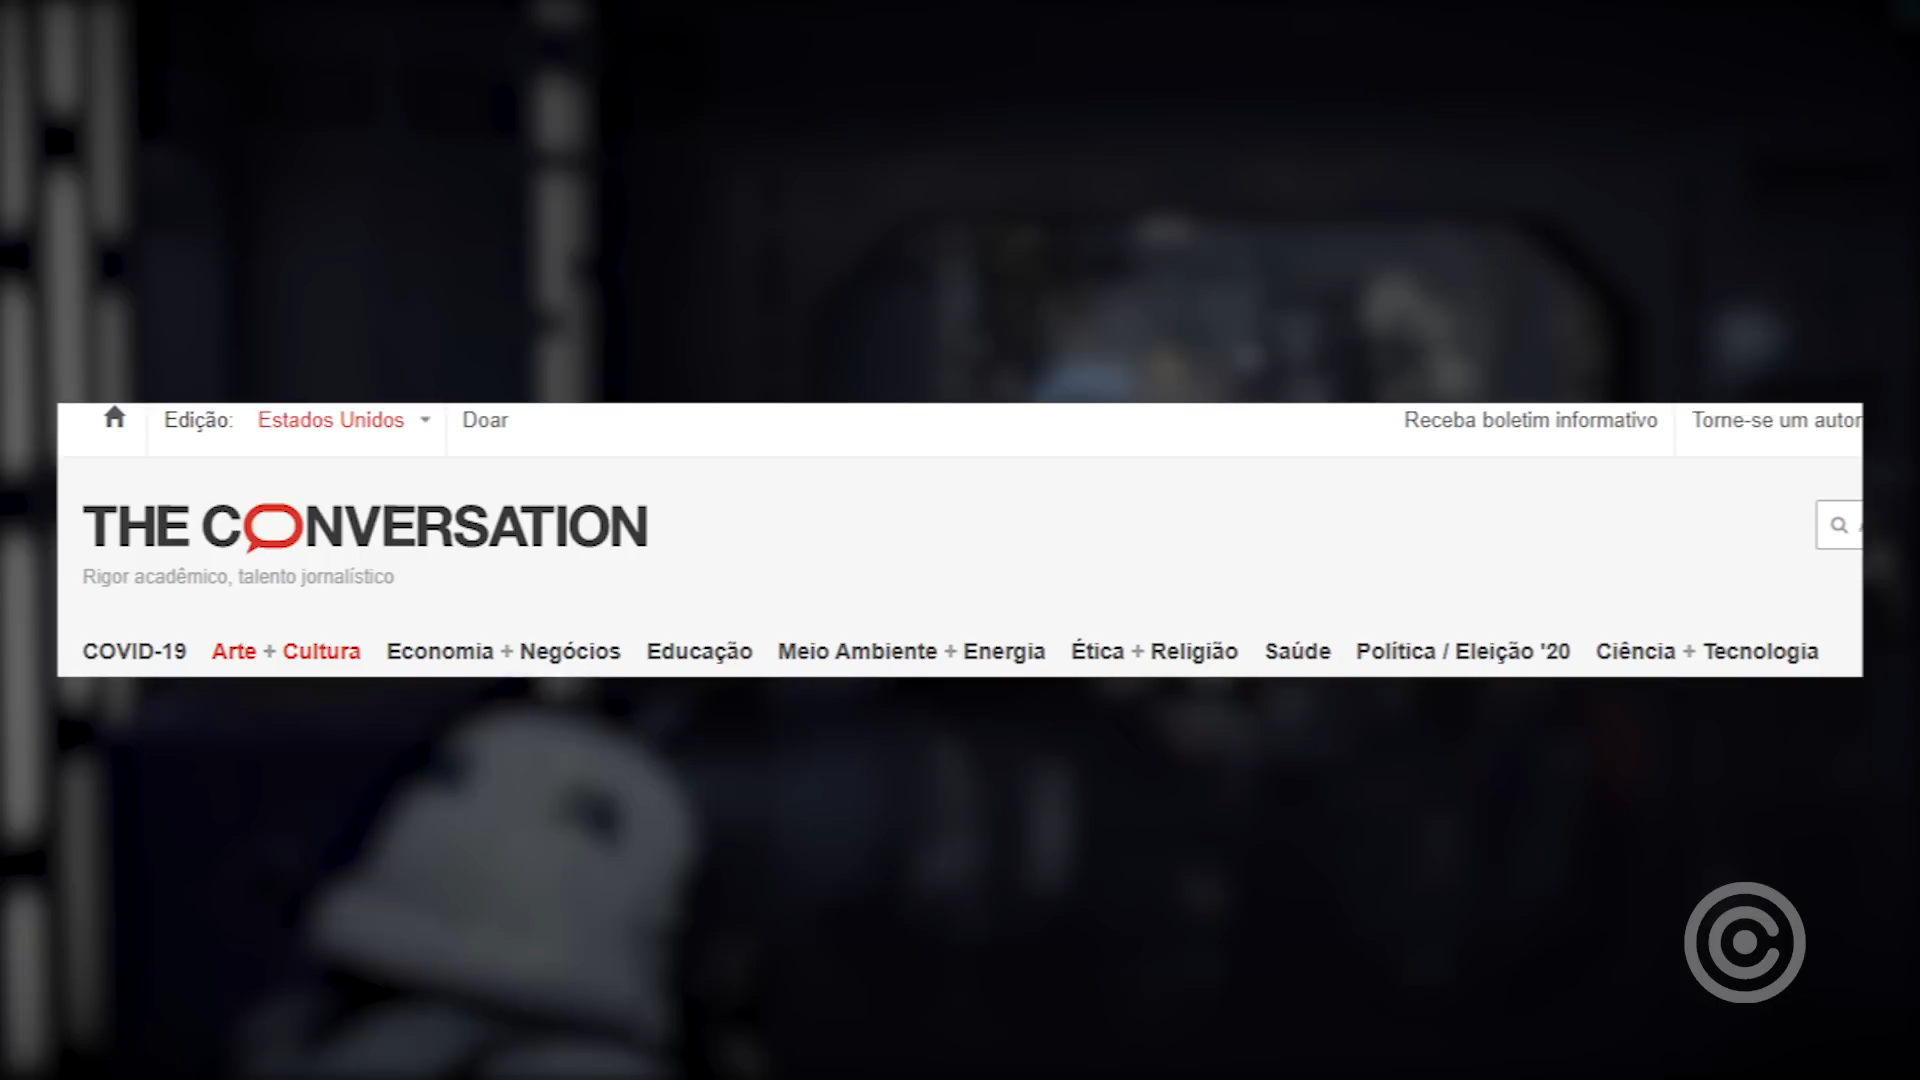 Edição: Estados Unidos Doar Receba boletim informativo Torne-se um autor
THE CONVERSATION
Rigor acadêmico, talento jornalístico
COVID-19 Arte + Cultura Economia + Negócios Educação Meio Ambiente + Energia Ética + Religião Saúde Política / Eleição '20 Ciência + Tecnologia